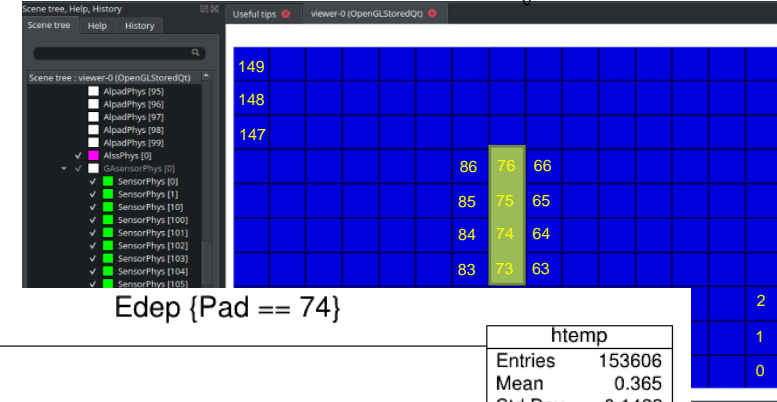 Scene tree, Help, History
Useful tips
viewer-0 (OpenGLStoredQt)
Scene tree
Help
History
Scene tree : viewer-0 (OpenGLStoredQt)
AlpadPhys [95]
AlpadPhys [96]
AlpadPhys [97]
AlpadPhys [98]
AlpadPhys [99]
AlssPhys [0]
GAsensorPhys [0]
SensorPhys [0]
SensorPhys [1]
SensorPhys [10]
SensorPhys [100]
SensorPhys [101]
SensorPhys [102]
SensorPhys [103]
SensorPhys [104]
SensorPhys [105]
149
148
147
86 76 66
85 75 65
84 74 64
83 73 63
2
1
0
Edep {Pad == 74}
htemp
Entries 153606
Mean 0.365